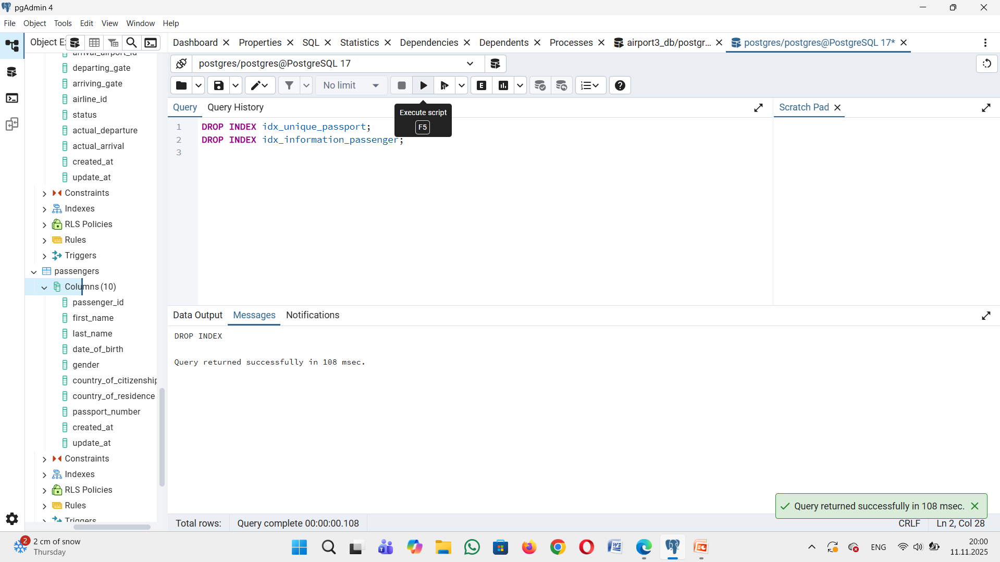 pgAdmin 4
File Object Tools Edit View Window Help
Object E
Dashboard Properties SQL Statistics Dependencies Dependents Processes airport3_db/postgr... postgres/postgres@PostgreSQL 17*
postgres/postgres@PostgreSQL 17
No limit
E
Query Query History
Scratch Pad
Execute script
F5
1 DROP INDEX idx_unique_passport;
2 DROP INDEX idx_information_passenger;
3
arrival_airport_id
departing_gate
arriving_gate
airline_id
status
actual_departure
actual_arrival
created_at
update_at
Constraints
Indexes
RLS Policies
Rules
Triggers
passengers
Columns (10)
passenger_id
first_name
last_name
date_of_birth
gender
country_of_citizenship
country_of_residence
passport_number
created_at
update_at
Constraints
Indexes
RLS Policies
Rules
Triggers
Data Output Messages Notifications
DROP INDEX
Query returned successfully in 108 msec.
Query returned successfully in 108 msec.
Total rows: Query complete 00:00:00.108
CRLF Ln 2, Col 28
2
2 cm of snow
Thursday
ENG
20:00
11.11.2025